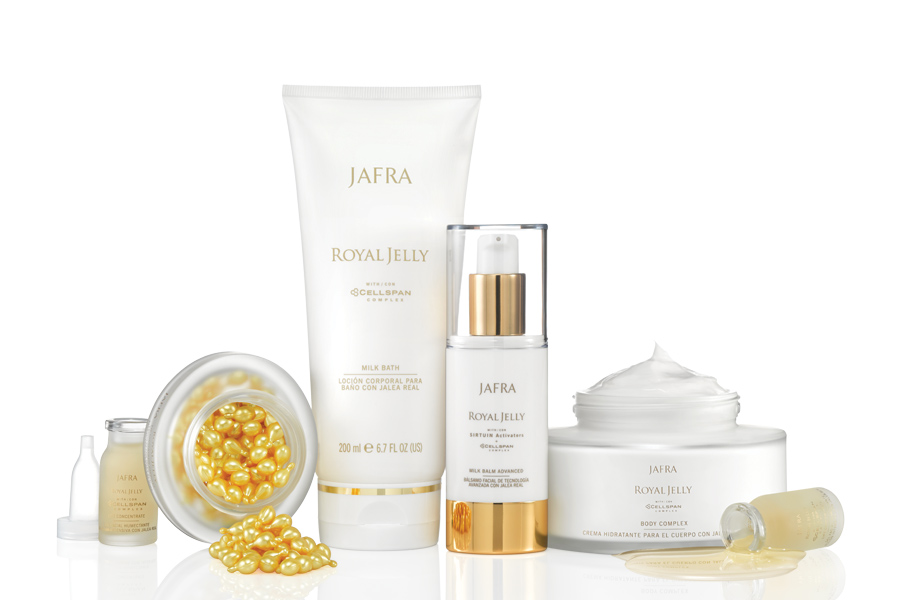 JAFRA
ROYAL JELLY
WITH / CON
CELLSPAN
COMPLEX
MILK BATH
LOCIÓN CORPORAL PARA
BAÑO CON JALEA REAL
200 ml ℮ 6.7 FL OZ (US)
JAFRA
ROYAL JELLY
WITH / CON
SIRTUIN Activators
+
CELLSPAN
COMPLEX
MILK BALM ADVANCED
BÁLSAMO FACIAL DE TECNOLOGÍA
AVANZADA CON JALEA REAL
JAFRA
ROYAL JELLY
WITH / CON
CELLSPAN
COMPLEX
BODY COMPLEX
CREMA HIDRATANTE PARA EL CUERPO CON
JAFRA
ROYAL JELLY
CELLSPAN
COMPLEX